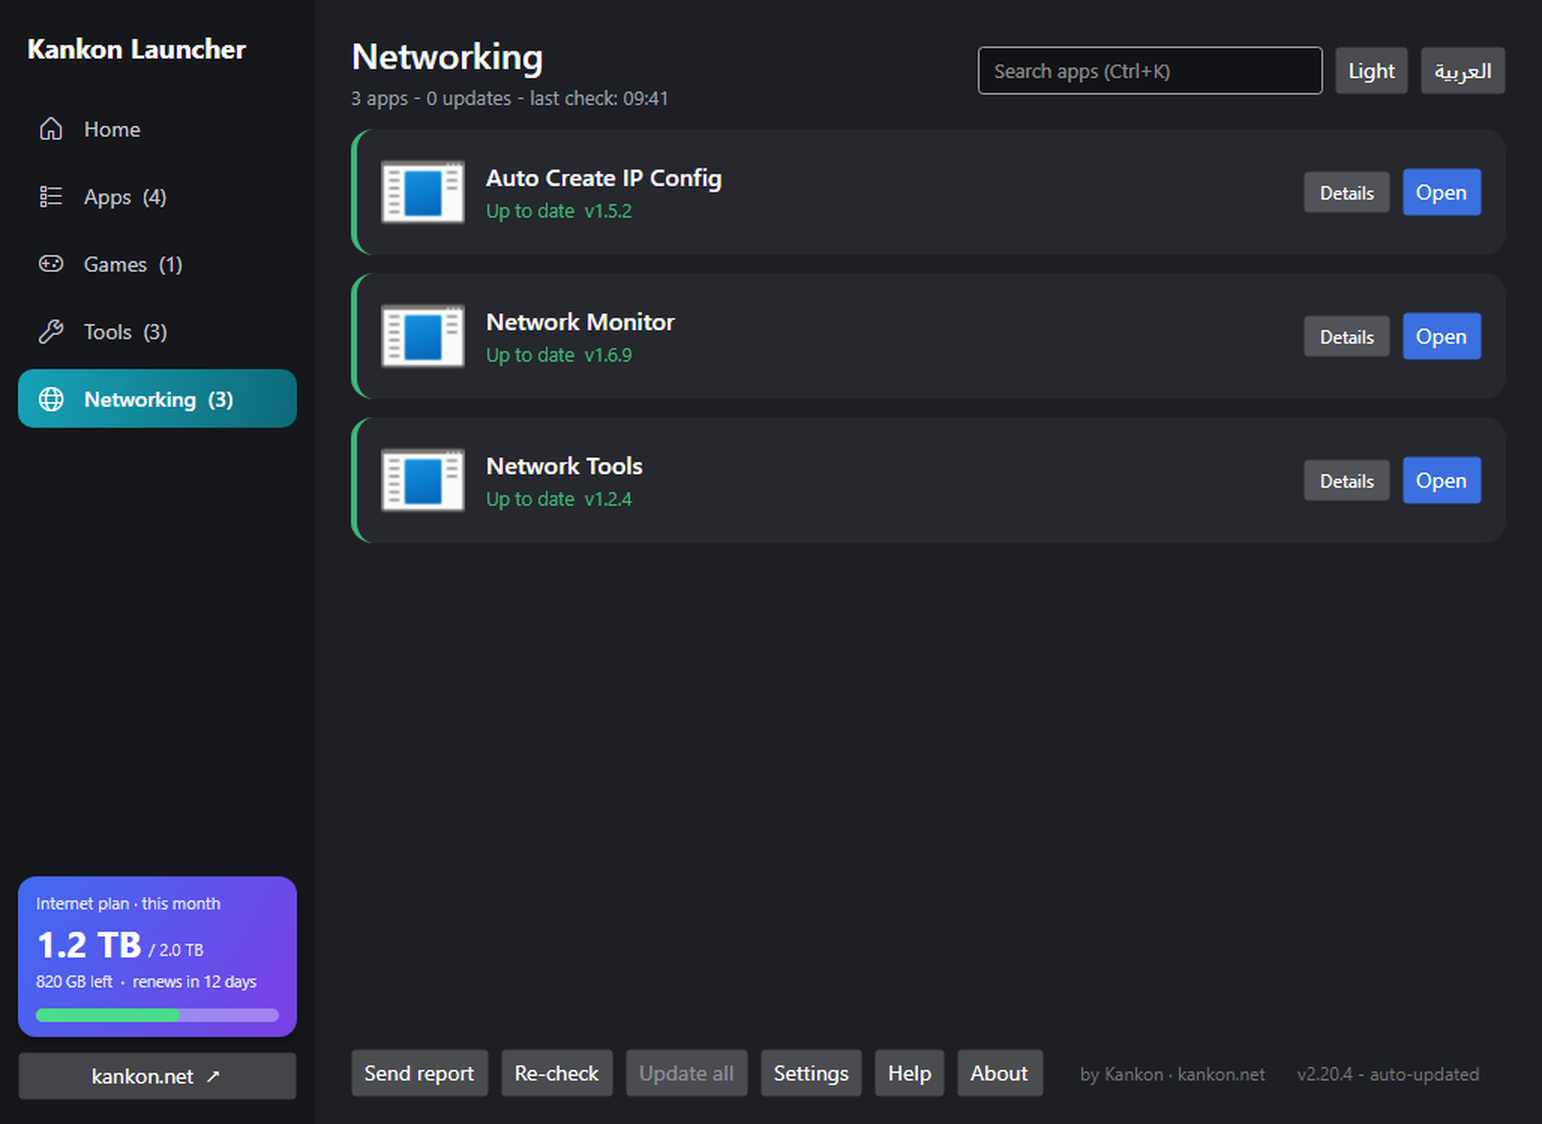 Kankon Launcher
Home
Apps (4)
Games (1)
Tools (3)
Networking (3)
Internet plan · this month
1.2 TB / 2.0 TB
820 GB left · renews in 12 days
kankon.net ↗
Networking
3 apps - 0 updates - last check: 09:41
Search apps (Ctrl+K)
Light
العربية
Auto Create IP Config
Up to date v1.5.2
Details
Open
Network Monitor
Up to date v1.6.9
Details
Open
Network Tools
Up to date v1.2.4
Details
Open
Send report
Re-check
Update all
Settings
Help
About
by Kankon · kankon.net
v2.20.4 - auto-updated